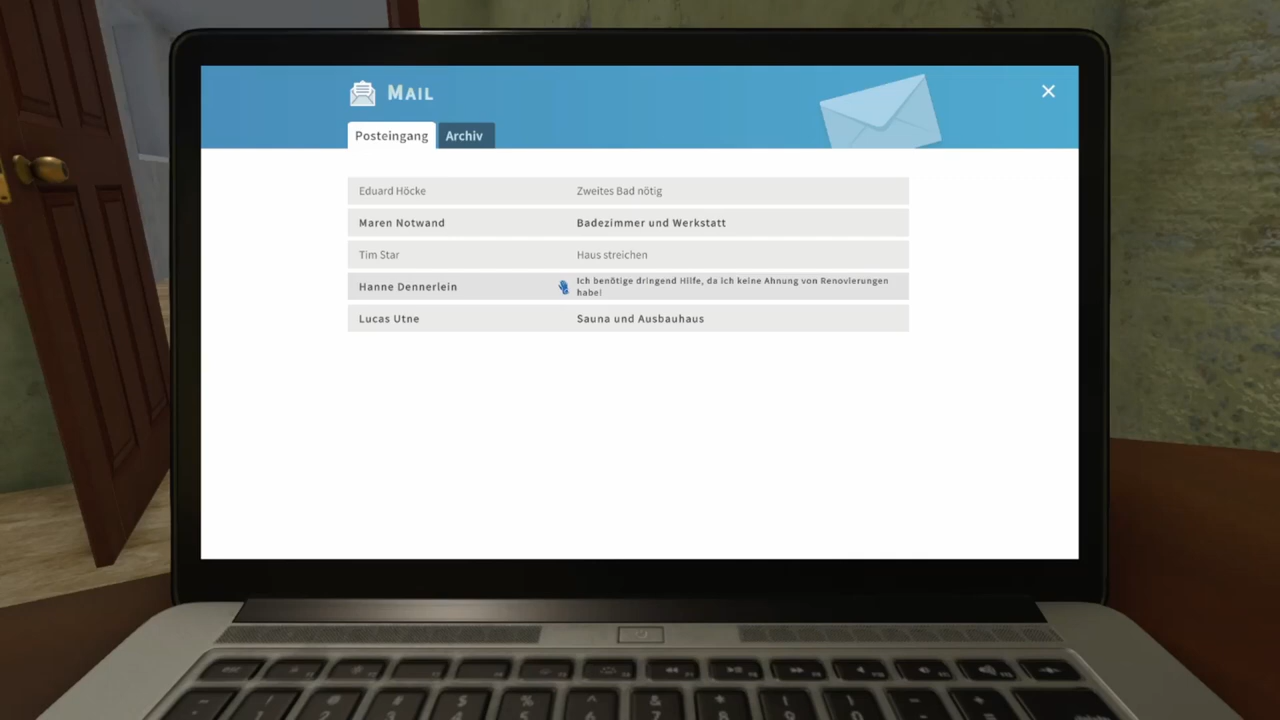 Mail
Posteingang Archiv
Eduard Höcke Zweites Bad nötig
Maren Notwand Badezimmer und Werkstatt
Tim Star Haus streichen
Hanne Dennerlein Ich benötige dringend Hilfe, da ich keine Ahnung von Renovierungen
habe!
Lucas Utne Sauna und Ausbauhaus